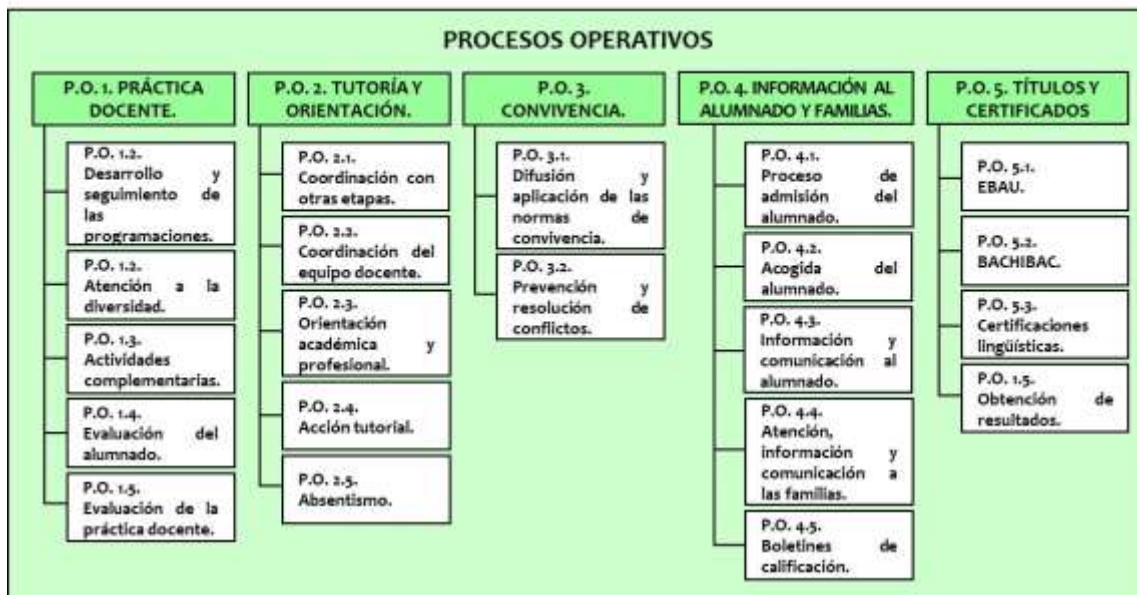 PROCESOS OPERATIVOS
P.O. 1. PRÁCTICA
DOCENTE.
P.O. 1.2.
Desarrollo y
seguimiento de
las
programaciones.
P.O. 1.2.
Atención a la
diversidad.
P.O. 1.3.
Actividades
complementarias.
P.O. 1.4.
Evaluación del
alumnado.
P.O. 1.5.
Evaluación de la
práctica docente.
P.O. 2. TUTORÍA Y
ORIENTACIÓN.
P.O. 2.1.
Coordinación con
otras etapas.
P.O. 2.2.
Coordinación del
equipo docente.
P.O. 2.3.
Orientación
académica y
profesional.
P.O. 2.4.
Acción tutorial.
P.O. 2.5.
Absentismo.
P.O. 3.
CONVIVENCIA.
P.O. 3.1.
Difusión y
aplicación de las
normas de
convivencia.
P.O. 3.2.
Prevención y
resolución de
conflictos.
P.O. 4. INFORMACIÓN AL
ALUMNADO Y FAMILIAS.
P.O. 4.1.
Proceso de
admisión del
alumnado.
P.O. 4.2.
Acogida del
alumnado.
P.O. 4.3.
Información y
comunicación al
alumnado.
P.O. 4.4.
Atención,
información y
comunicación a
las familias.
P.O. 4.5.
Boletines de
calificación.
P.O. 5. TÍTULOS Y
CERTIFICADOS
P.O. 5.1.
EBAU.
P.O. 5.2.
BACHIBAC.
P.O. 5.3.
Certificaciones
lingüísticas.
P.O. 1.5.
Obtención de
resultados.